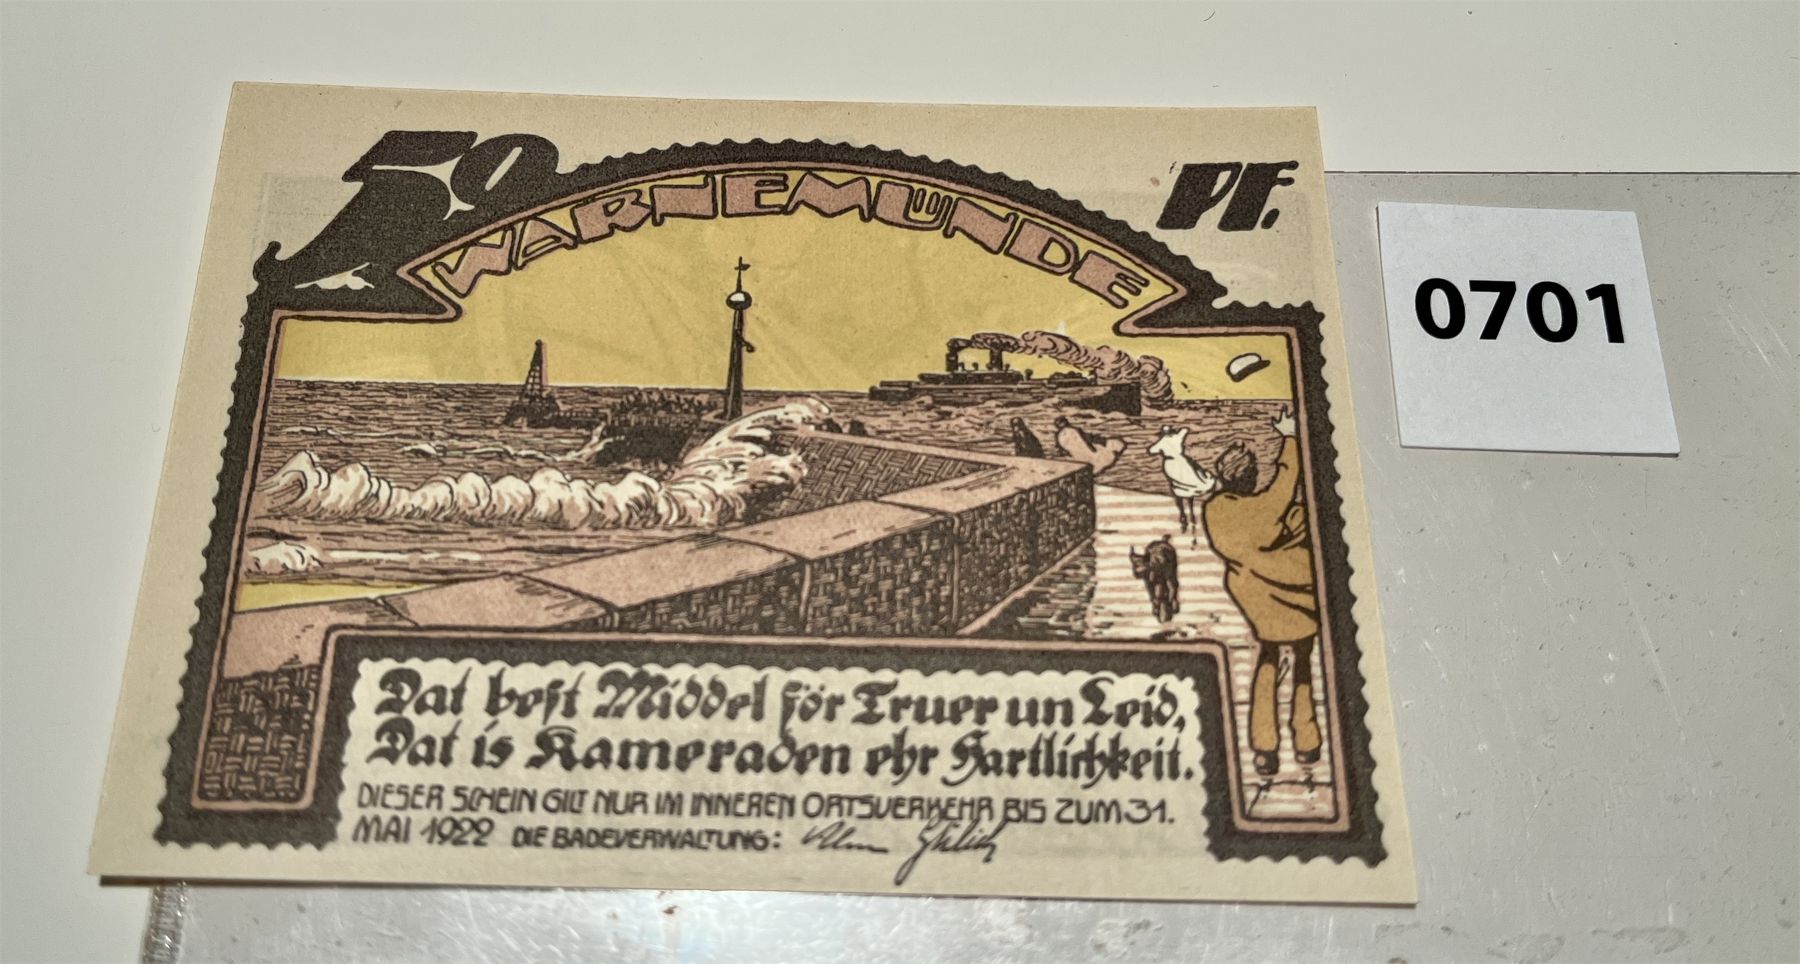 50 PF.
WARNEMÜNDE
0701
Dat best Middel för Truer un Leid,
Dat is Kameraden ehr Hartlichkeit.
DIESER SCHEIN GILT NUR IM INNEREN ORTSVERKEHR BIS ZUM 31.
MAI 1922 DIE BADEVERWALTUNG: